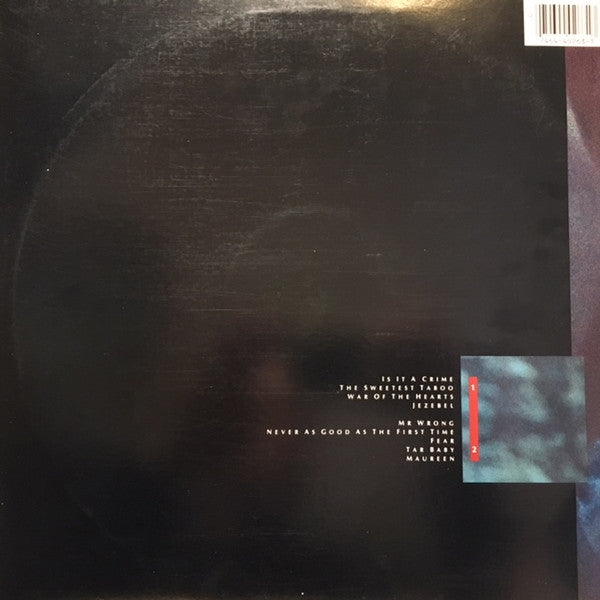 Is It A Crime
The Sweetest Taboo
War Of The Hearts
Jezebel
1
Mr Wrong
Never As Good As The First Time
Fear
Tar Baby
Maureen
2